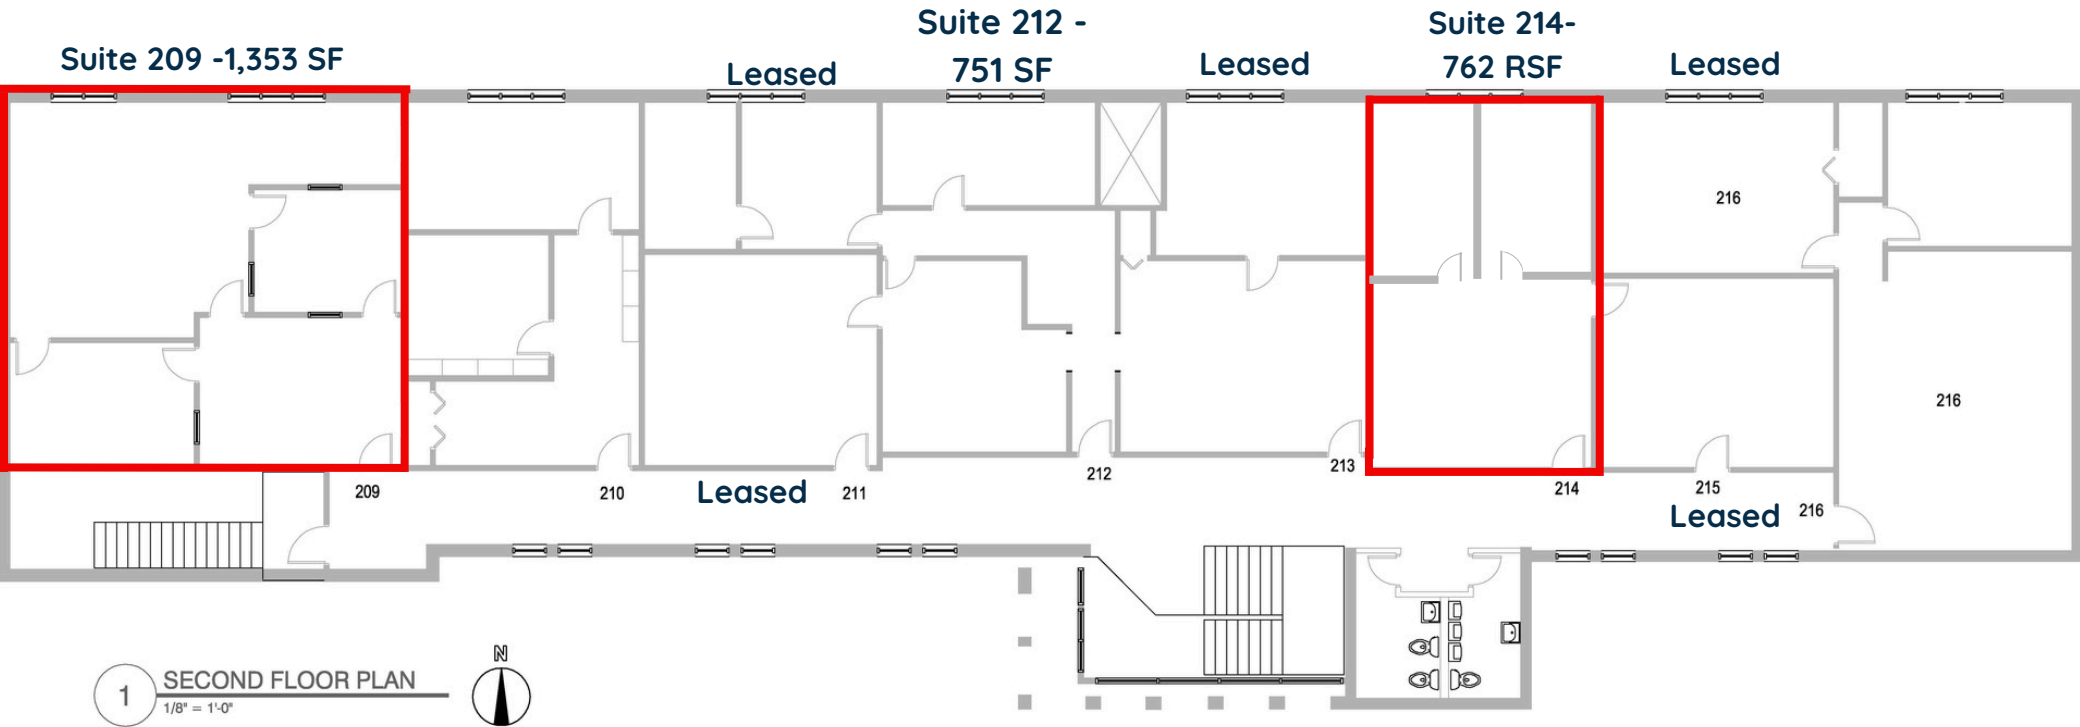 Suite 209 -1,353 SF
Leased
Suite 212 -
751 SF
Leased
Suite 214-
762 RSF
Leased
216
216
209
210
Leased
211
212
213
214
215
216
Leased
1
SECOND FLOOR PLAN
1/8" = 1'-0"
N